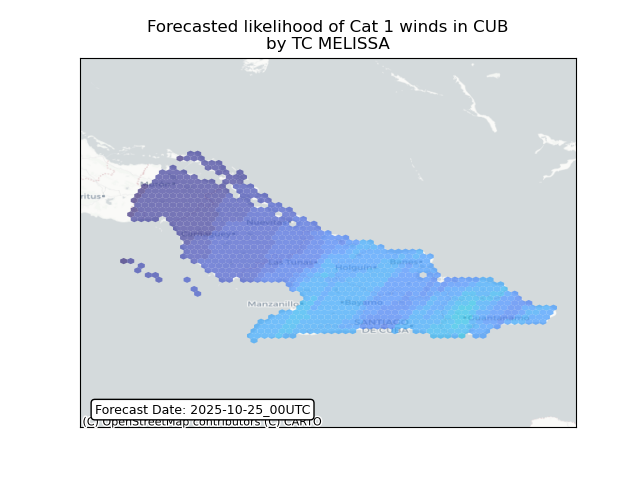 Forecasted likelihood of Cat 1 winds in CUB
by TC MELISSA
Morón
ritus
Nuevitas
Camagüey
Las Tunas
Holguín
Banes
Manzanillo
Bayamo
Guantánamo
SANTIAGO
DE CUBA
Forecast Date: 2025-10-25_00UTC
(C) OpenStreetMap contributors (C) CARTO